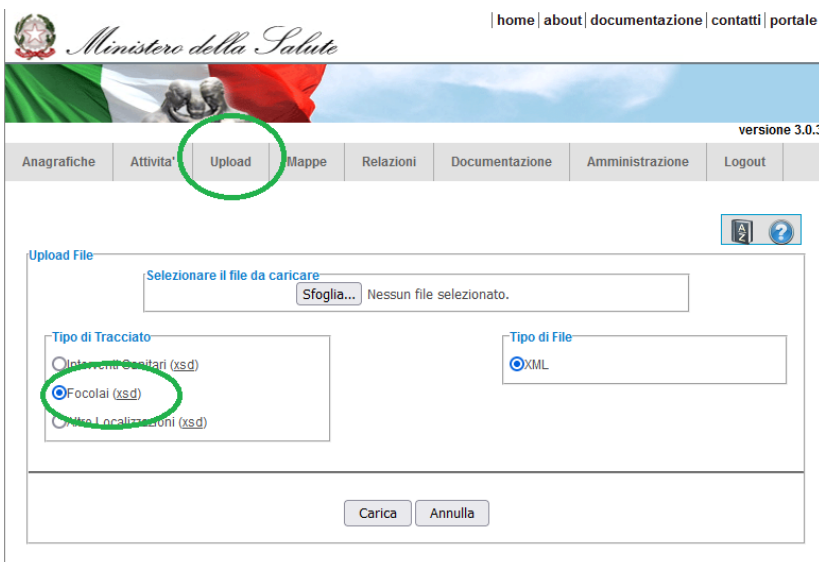 home | about | documentazione | contatti | portale
Ministero della Salute
versione 3.0.3
Anagrafiche Attivita' Upload Mappe Relazioni Documentazione Amministrazione Logout
Upload File
Selezionare il file da caricare
Sfoglia... Nessun file selezionato.
Tipo di Tracciato Tipo di File
Interventi Sanitari (xsd) XML
Focolai (xsd)
Altre Localizzazioni (xsd)
Carica Annulla